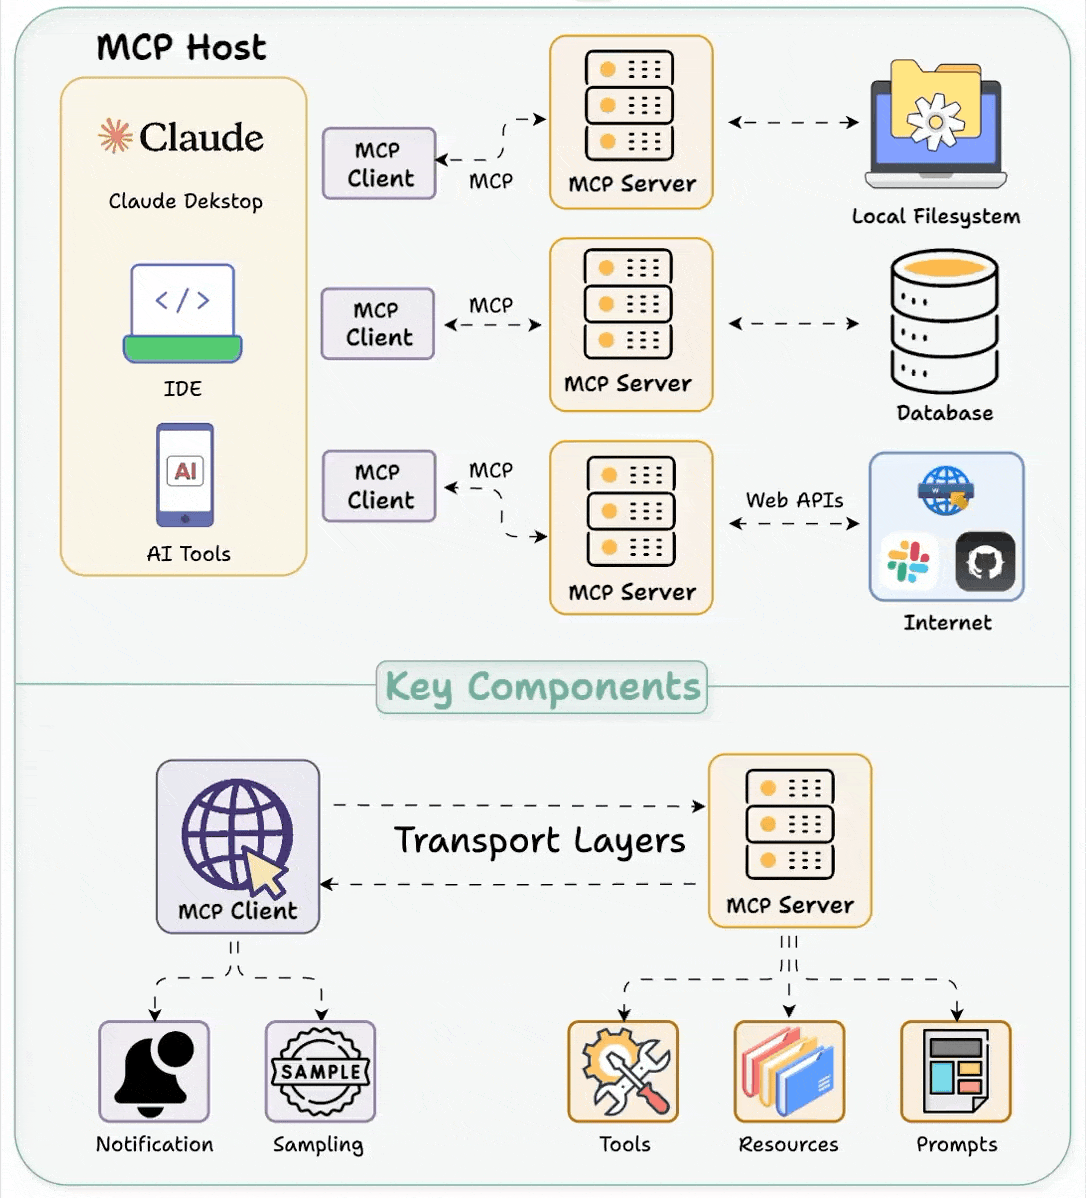 MCP Host
Claude
Claude Dekstop
</>
IDE
AI
AI Tools
MCP
Client
MCP
MCP Server
Local Filesystem
MCP
Client
MCP
MCP Server
Database
MCP
Client
MCP
MCP Server
Web APIs
W
Internet
Key Components
MCP Client
Transport Layers
MCP Server
Notification
SAMPLE
Sampling
Tools
Resources
Prompts